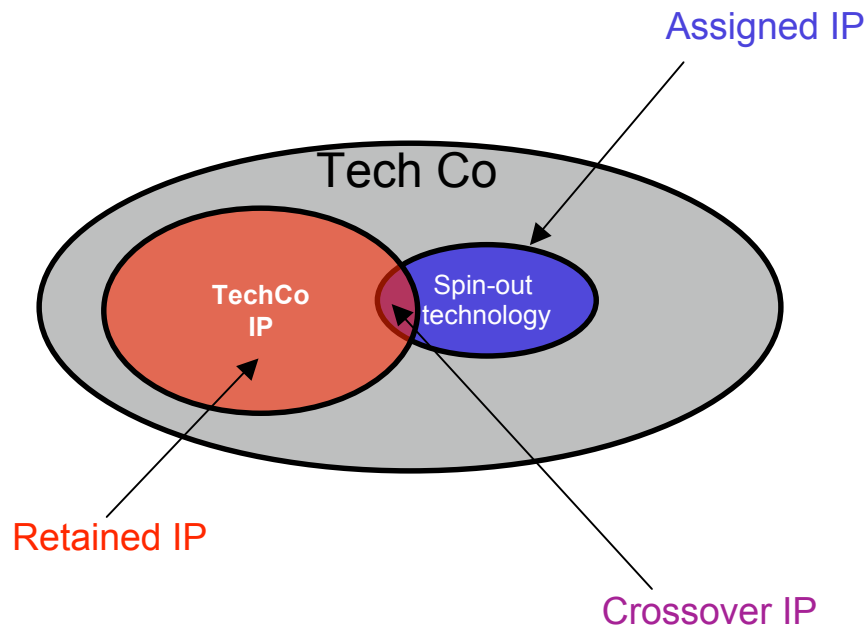 Assigned IP
Tech Co
TechCo
IP
Spin-out
technology
Retained IP
Crossover IP